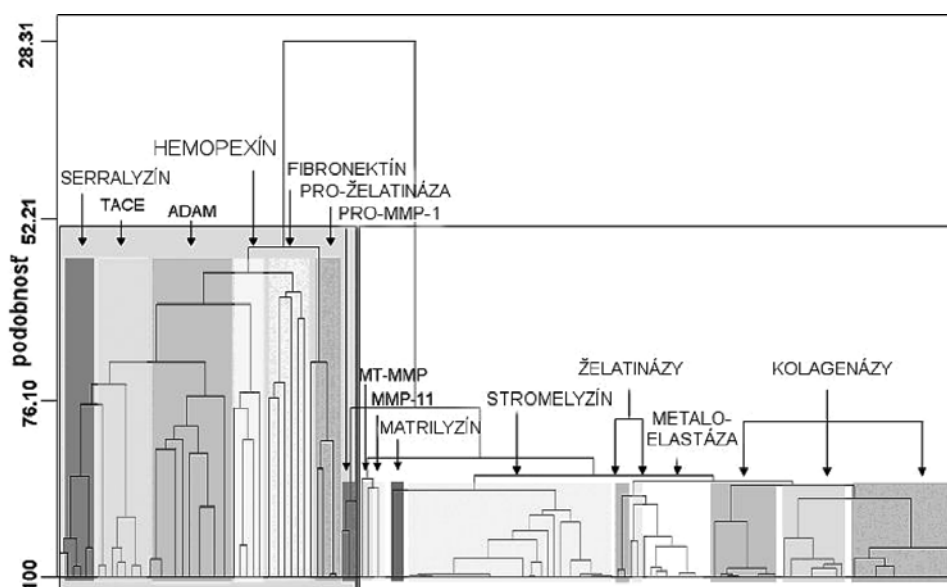 28.31
52.21
76.10
100
podobnosť
SERRALYZÍN
TACE
ADAM
HEMOPEXÍN
FIBRONEKTÍN
PRO-ŽELATINÁZA
PRO-MMP-1
MT-MMP
MMP-11
MATRILYZÍN
STROMELYZÍN
ŽELATINÁZY
METALO-
ELASTÁZA
KOLAGENÁZY